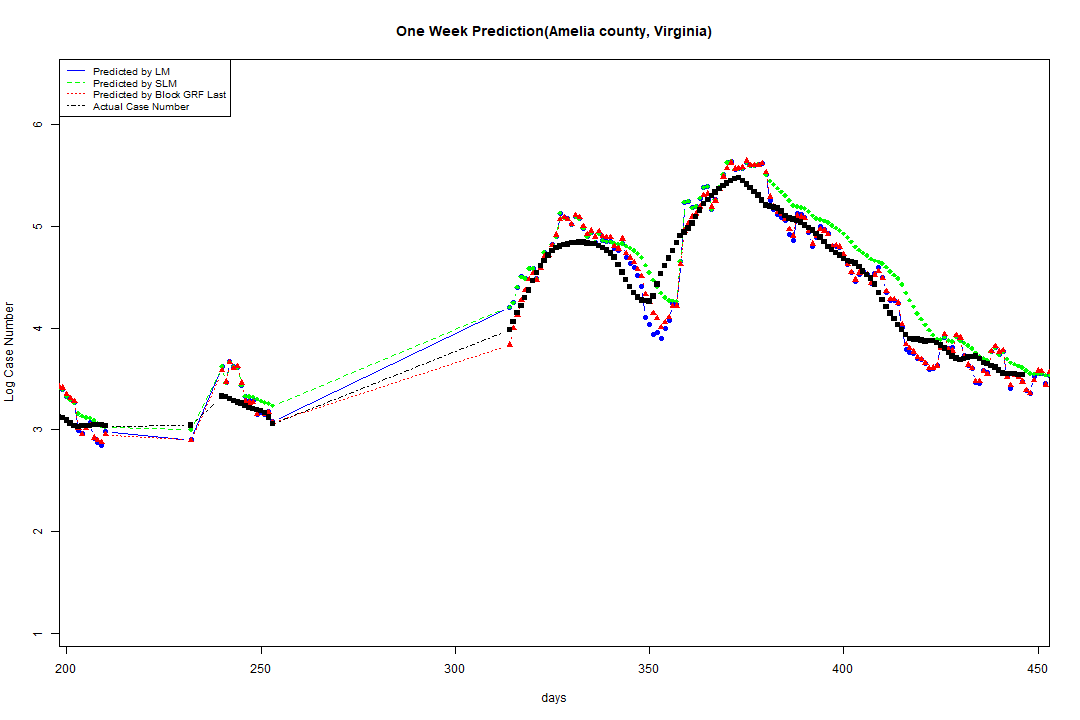 One Week Prediction(Amelia county, Virginia)
Predicted by LM
Predicted by SLM
Predicted by Block GRF Last
Actual Case Number
6
5
4
3
2
1
Log Case Number
200 250 300 350 400 450
days